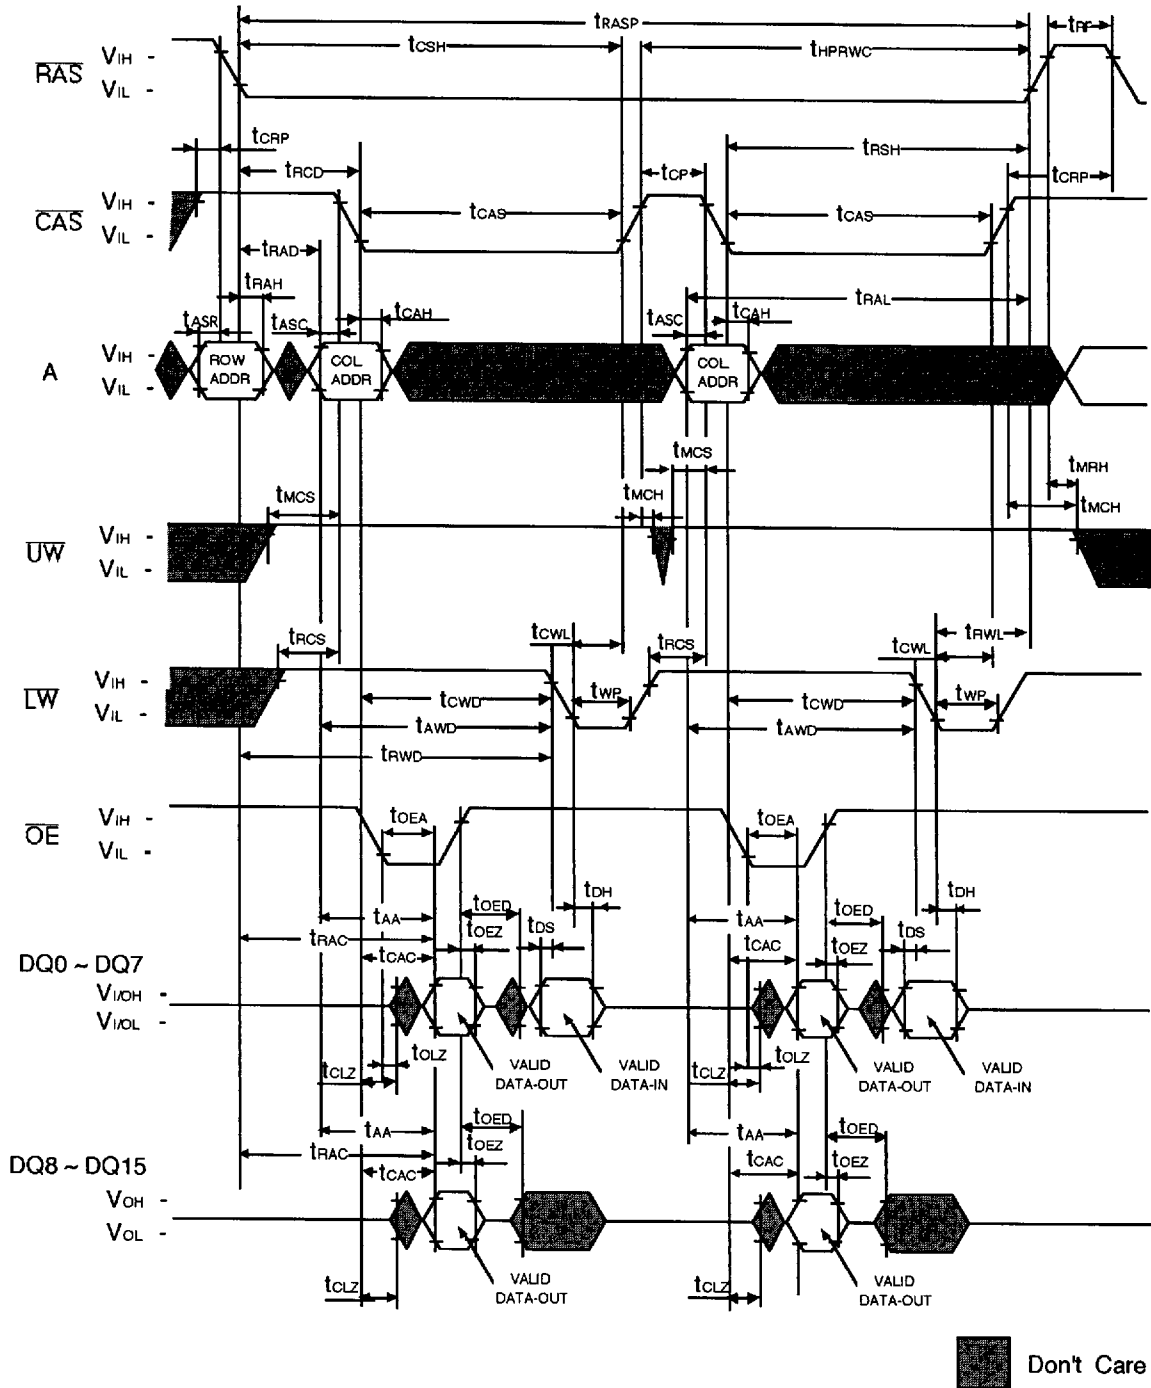 tRASP
tRP
tCSH
tHPRWC
RAS
VIH -
VIL -
tCRP
tRCD
tRSH
tCP
tCRP
CAS
VIH -
VIL -
tCAS
tCAS
tRAD
tRAH
tRAL
tASR
tASC
tCAH
tASC
tCAH
A
VIH -
VIL -
ROW ADDR
COL ADDR
COL ADDR
tMCS
tMRH
tMCS
tMCH
tMCH
UW
VIH -
VIL -
tRCS
tCWL
tRCS
tCWL
tRWL
LW
VIH -
VIL -
tCWD
tWP
tCWD
tWP
tAWD
tAWD
tRWD
OE
VIH -
VIL -
tOEA
tOEA
tDH
tDH
tAA
tOED
tAA
tOED
tRAC
tOEZ
tDS
tOEZ
tDS
tCAC
tCAC
DQ0 ~ DQ7
VI/OH -
VI/OL -
tOLZ
tOLZ
tCLZ
tCLZ
VALID DATA-OUT
VALID DATA-IN
VALID DATA-OUT
VALID DATA-IN
tAA
tOED
tAA
tOED
tRAC
tOEZ
tOEZ
DQ8 ~ DQ15
tCAC
tCAC
VOH -
VOL -
tCLZ
VALID DATA-OUT
tCLZ
VALID DATA-OUT
Don't Care